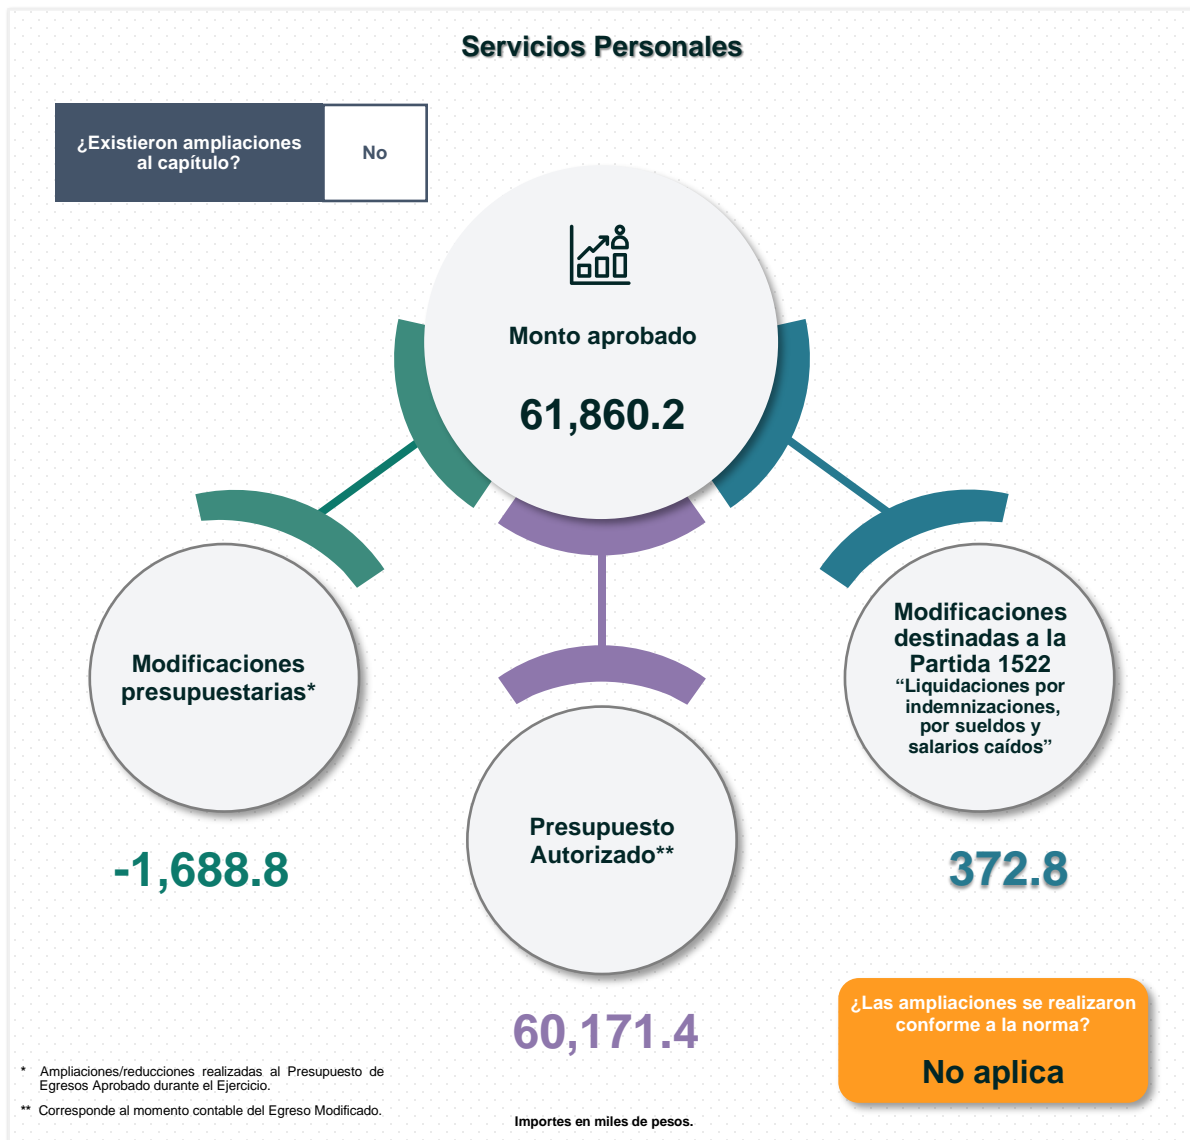 Servicios Personales
¿Existieron ampliaciones
al capítulo?
No
Monto aprobado
61,860.2
Modificaciones
presupuestarias*
-1,688.8
Presupuesto
Autorizado**
60,171.4
Modificaciones
destinadas a la
Partida 1522
“Liquidaciones por
indemnizaciones,
por sueldos y
salarios caídos”
372.8
¿Las ampliaciones se realizaron
conforme a la norma?
No aplica
* Ampliaciones/reducciones realizadas al Presupuesto de
Egresos Aprobado durante el Ejercicio.
** Corresponde al momento contable del Egreso Modificado.
Importes en miles de pesos.